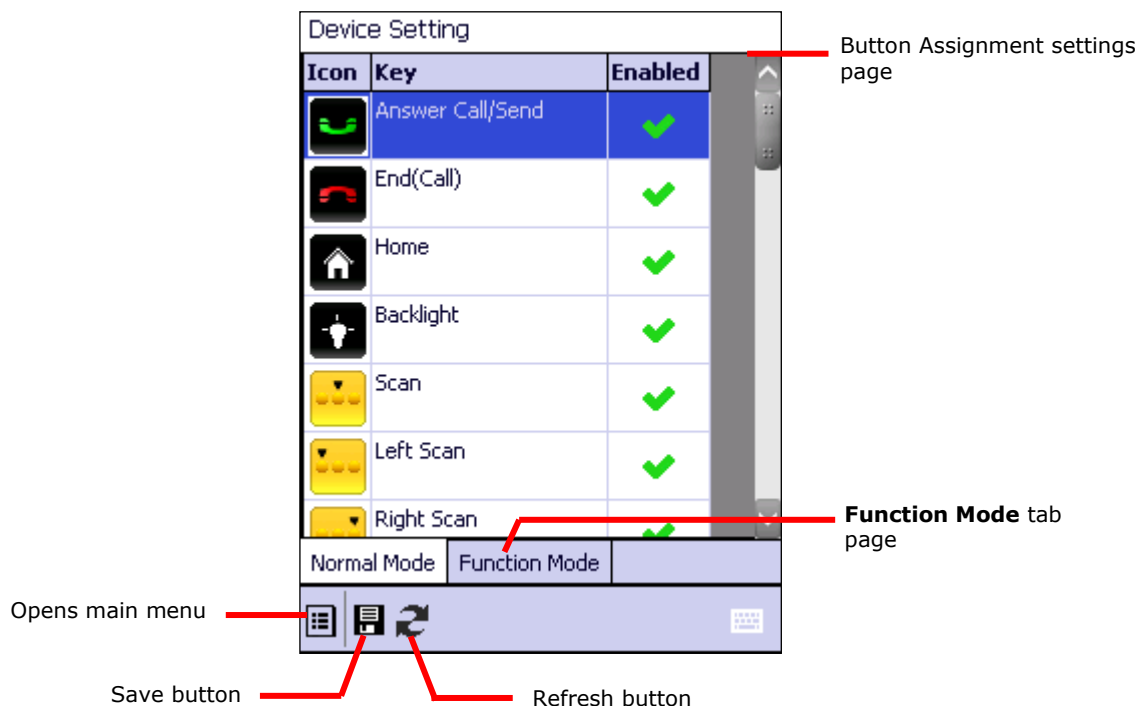 Device Setting
Button Assignment settings
page
Icon Key Enabled
Answer Call/Send
End(Call)
Home
Backlight
Scan
Left Scan
Right Scan
Function Mode tab
page
Normal Mode Function Mode
Opens main menu
Save button
Refresh button